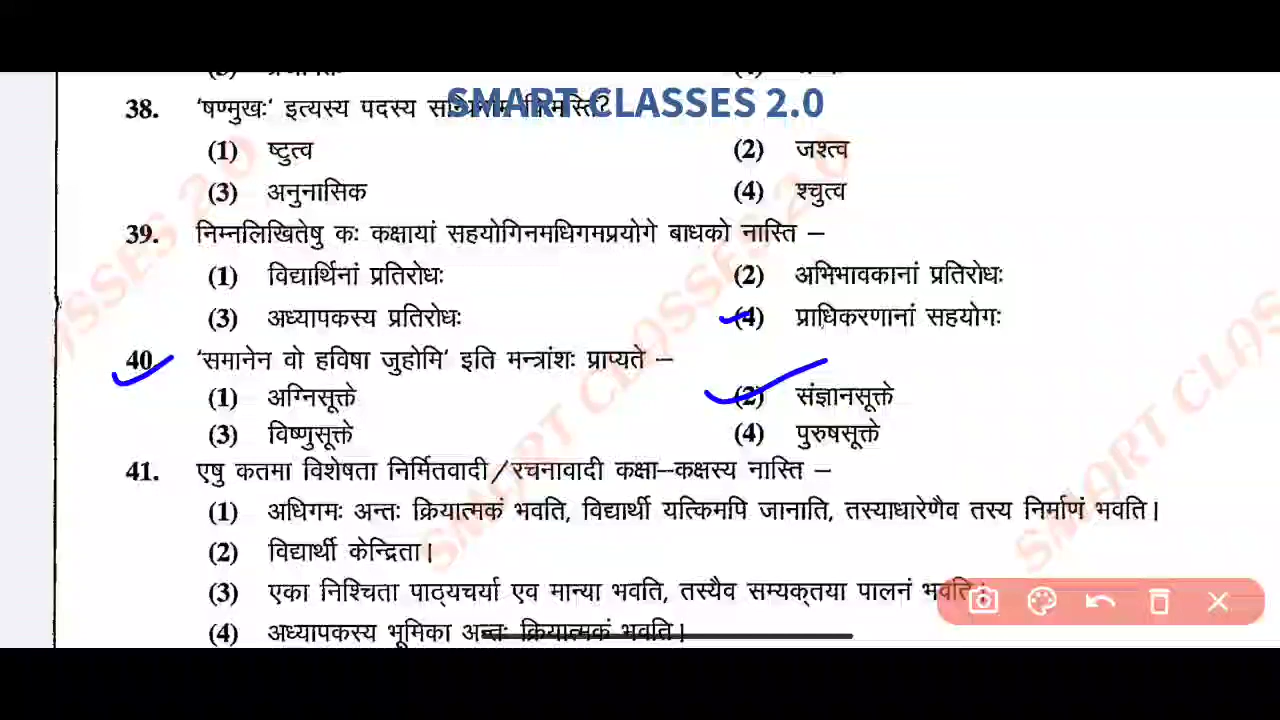 SMART CLASSES 2.0
38. 'षण्मुखः' इत्यस्य पदस्य
(1) ष्टुत्व (2) जश्त्व
(3) अनुनासिक (4) श्चुत्व
39. निम्नलिखितेषु कः कक्षायां सहयोगिनमधिगमप्रयोगे बाधको नास्ति –
(1) विद्यार्थिनां प्रतिरोधः (2) अभिभावकानां प्रतिरोधः
(3) अध्यापकस्य प्रतिरोधः (4) प्राधिकरणानां सहयोगः
40. 'समानेन वो हविषा जुहोमि' इति मन्त्रांशः प्राप्यते –
(1) अग्निसूक्ते (2) संज्ञानसूक्ते
(3) विष्णुसूक्ते (4) पुरुषसूक्ते
41. एषु कतमा विशेषता निर्मितवादी/रचनावादी कक्षा–कक्षस्य नास्ति –
(1) अधिगमः अन्तः क्रियात्मकं भवति, विद्यार्थी यत्किमपि जानाति, तस्याधारेणैव तस्य निर्माणं भवति।
(2) विद्यार्थी केन्द्रिता।
(3) एका निश्चिता पाठ्यचर्या एव मान्या भवति, तस्यैव सम्यक्तया पालनं भवति।
(4) अध्यापकस्य भूमिका अन्तः क्रियात्मकं भवति।